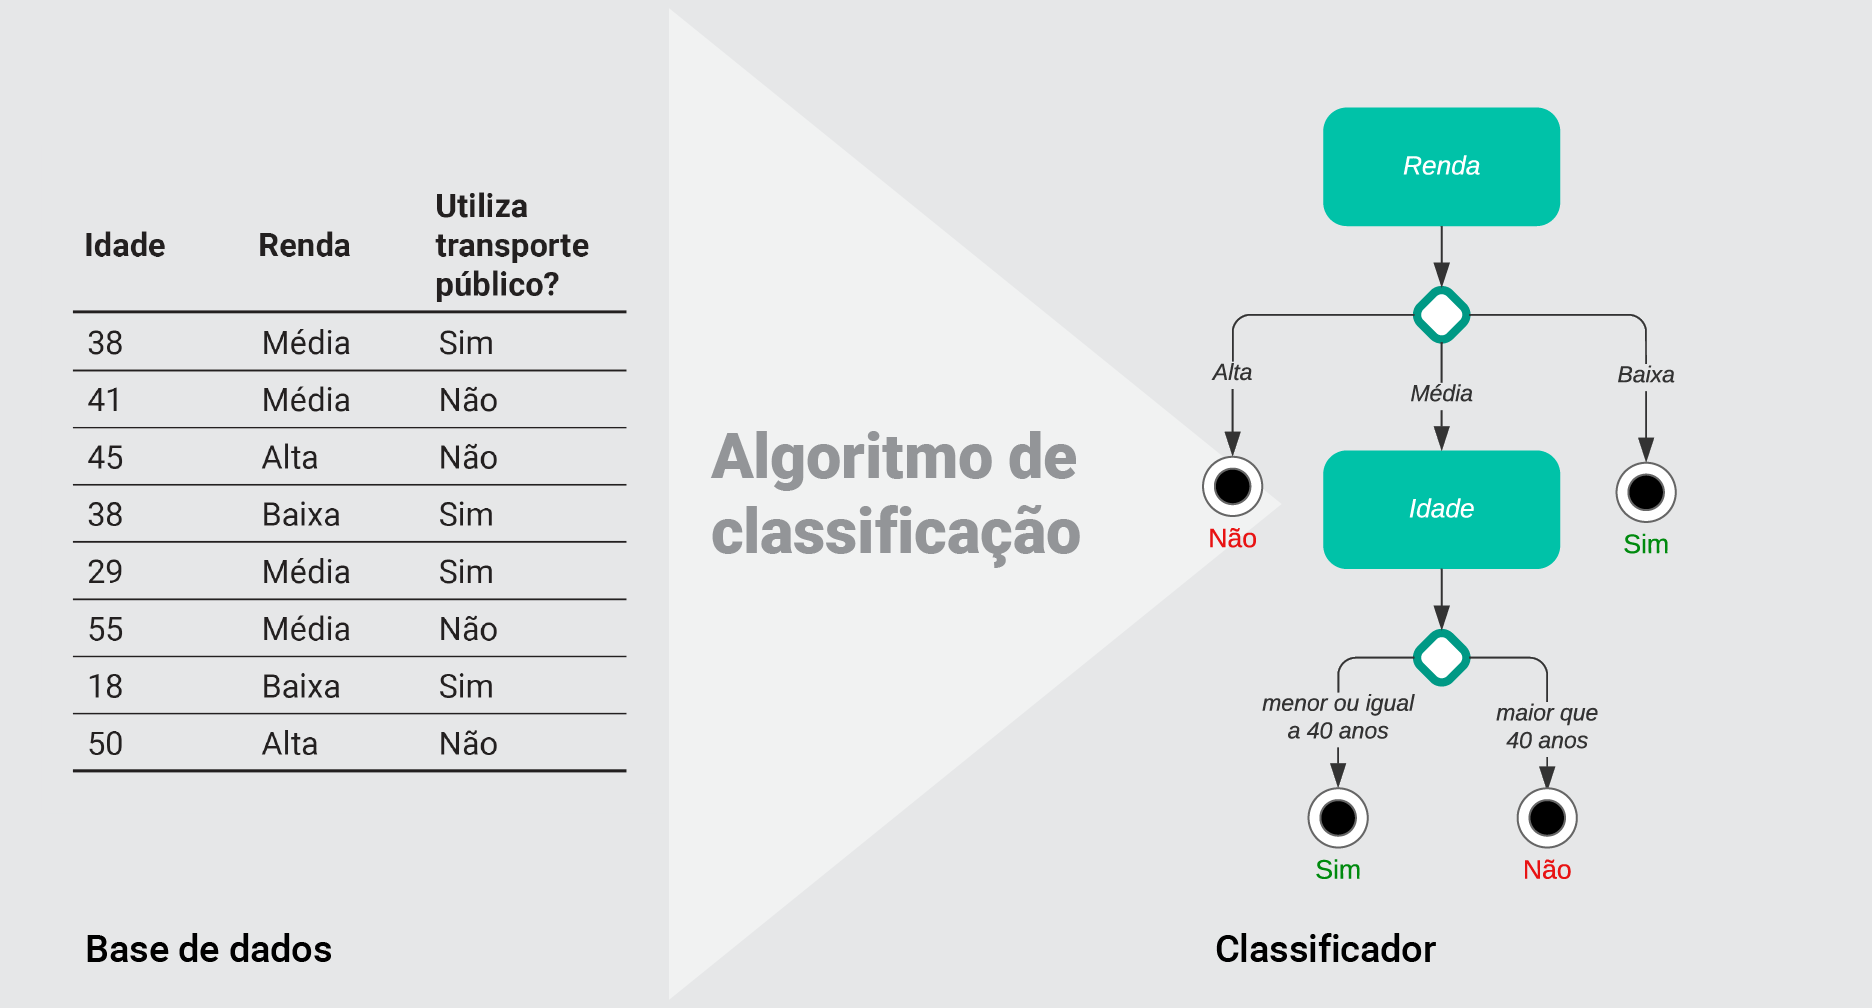 Idade Renda Utiliza
transporte
público?
38 Média Sim
41 Média Não
45 Alta Não
38 Baixa Sim
29 Média Sim
55 Média Não
18 Baixa Sim
50 Alta Não
Base de dados
Algoritmo de
classificação
Renda
Alta
Média
Baixa
Não
Idade
Sim
menor ou igual
a 40 anos
maior que
40 anos
Sim
Não
Classificador